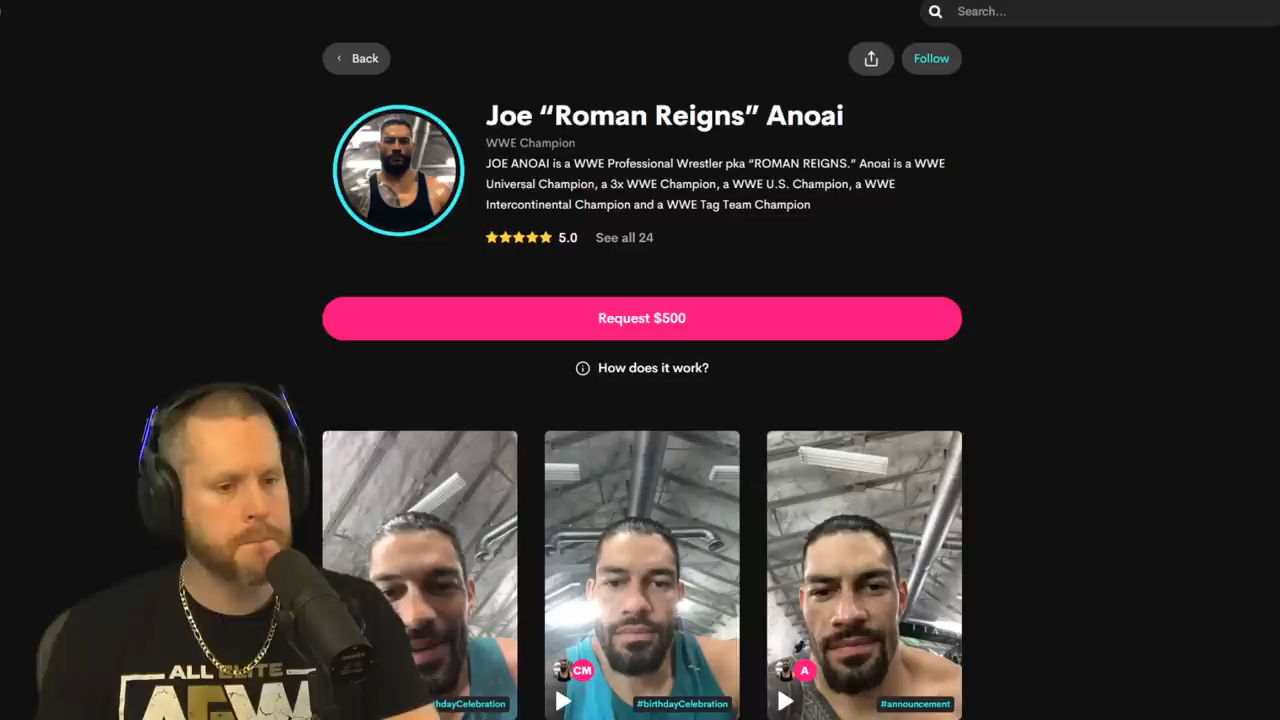 Search...
Back
Follow
Joe “Roman Reigns” Anoai
WWE Champion
JOE ANOAI is a WWE Professional Wrestler pka “ROMAN REIGNS.” Anoai is a WWE
Universal Champion, a 3x WWE Champion, a WWE U.S. Champion, a WWE
Intercontinental Champion and a WWE Tag Team Champion
5.0 See all 24
Request $500
How does it work?
CM
A
hdayCelebration
#birthdayCelebration
#announcement
ALL ELITE
AEW